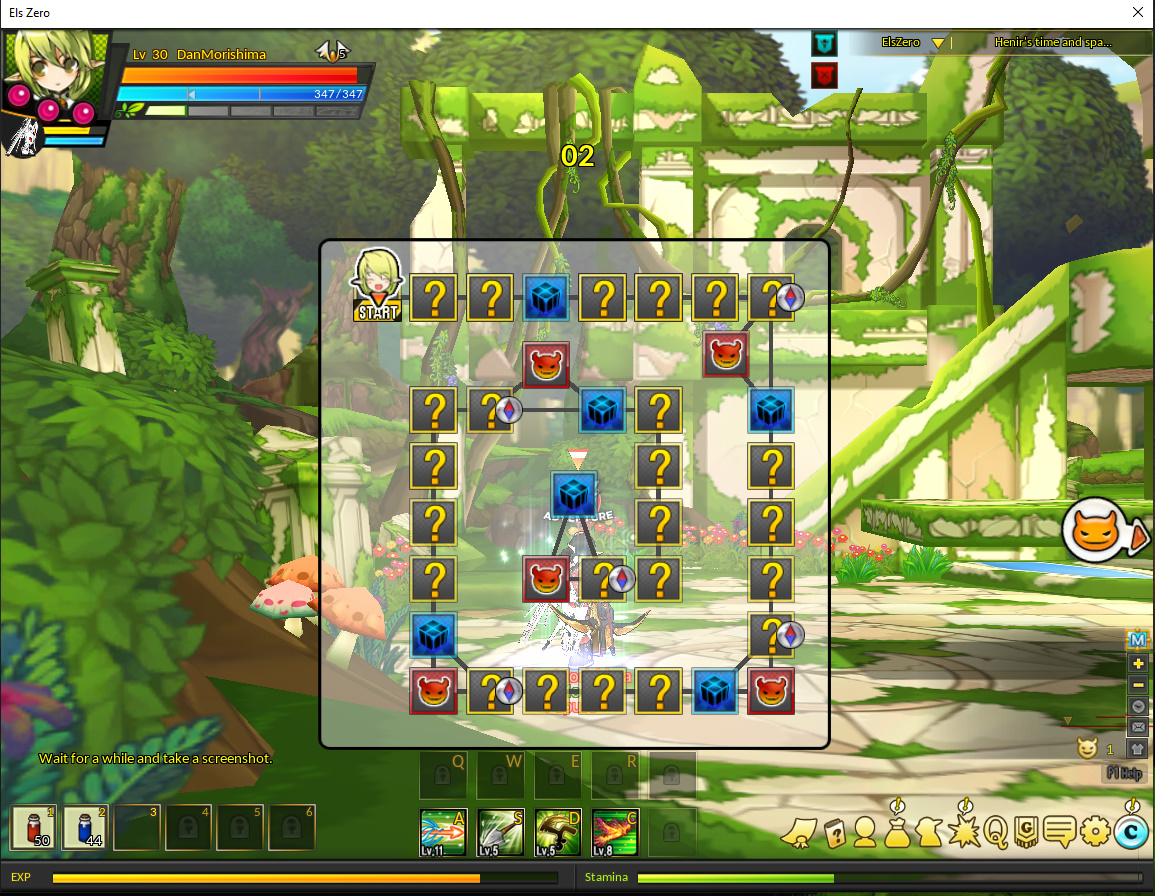 Els Zero
Lv 30 DanMorishima
5
ElsZero
Henir's time and spa...
347/347
02
START
? ? ? ? ? ?
? ? ?
? ? ?
? ? ?
? ? ? ?
?
? ? ? ?
M
1
F1 Help
Wait for a while and take a screenshot.
Q W E R
1 2 3 4 5 6
50 44
A S D C
Lv,11 Lv,5 Lv,5 Lv,8
EXP
Stamina